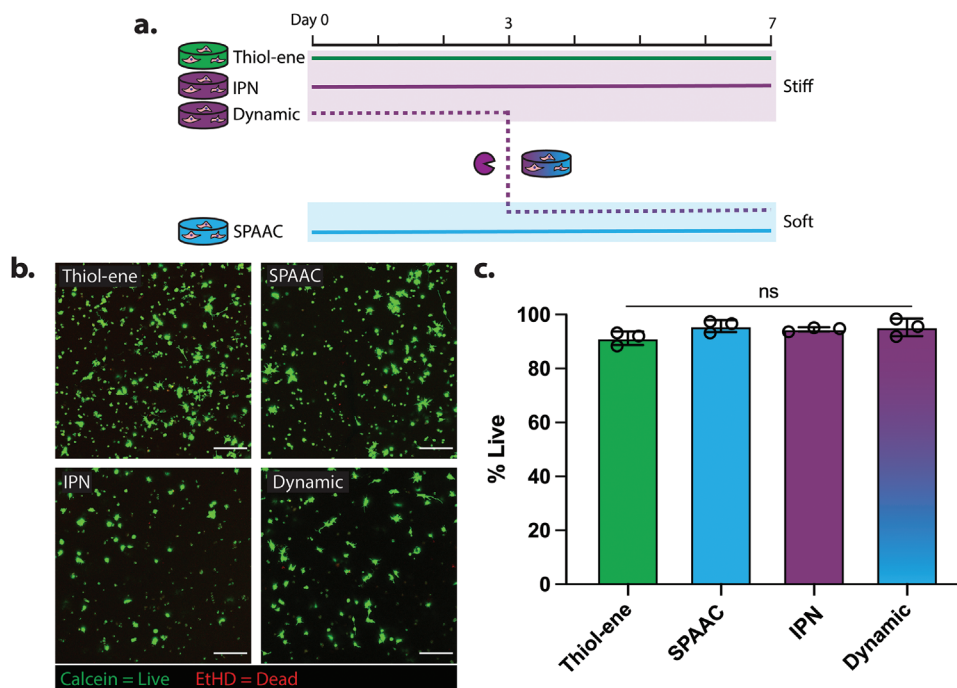 a.
Day 0 3 7
Thiol-ene
IPN
Dynamic
Stiff
SPAAC
Soft
b.
Thiol-ene
SPAAC
IPN
Dynamic
Calcein = Live EtHD = Dead
c.
ns
% Live
100
80
60
40
20
0
Thiol-ene
SPAAC
IPN
Dynamic